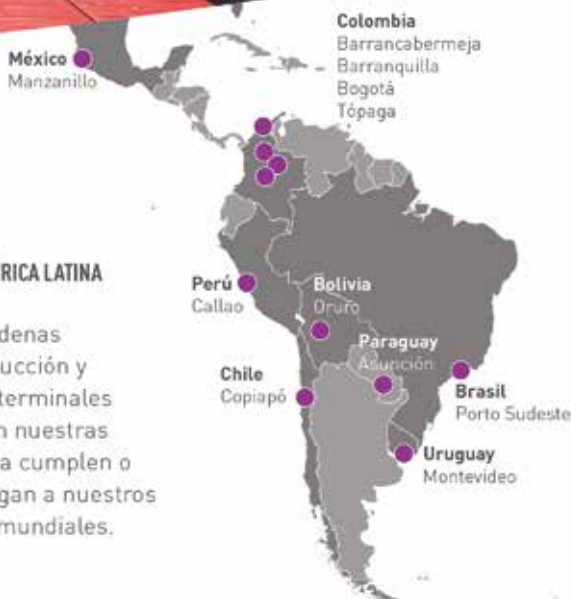 Colombia
Barrancabermeja
Barranquilla
Bogotá
Tópaga
México
Manzanillo
RICA LATINA
denas
ucción y
terminales
n nuestras
a cumplen o
gan a nuestros
mundiales.
Perú
Callao
Bolivia
Oruro
Paraguay
Asunción
Chile
Copiapó
Brasil
Porto Sudeste
Uruguay
Montevideo